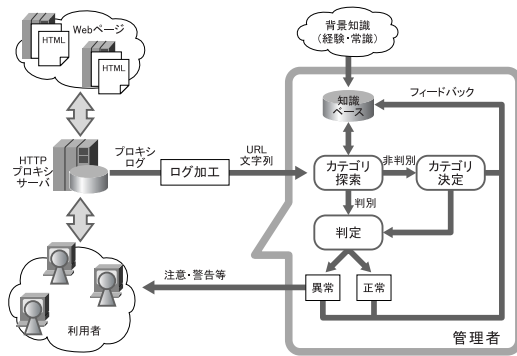 Webページ
HTML
HTML
背景知識
(経験・常識)
フィードバック
知識
ベース
HTTP
プロキシ
サーバ
プロキシ
ログ
ログ加工
URL
文字列
カテゴリ
探索
非判別
カテゴリ
決定
判別
判定
注意・警告等
異常
正常
利用者
管理者